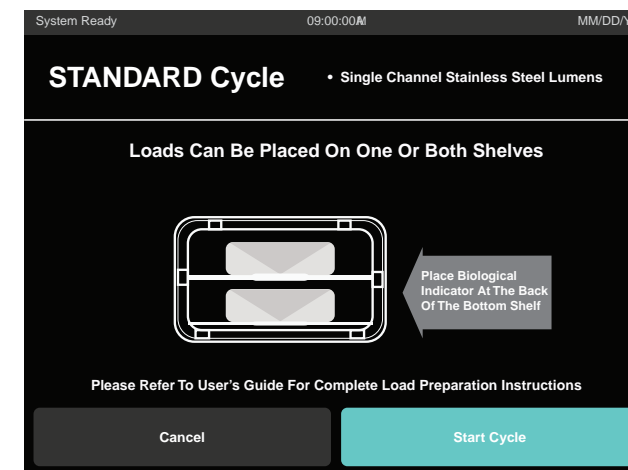 System Ready 09:00:00AM MM/DD/Y
STANDARD Cycle • Single Channel Stainless Steel Lumens
Loads Can Be Placed On One Or Both Shelves
Place Biological
Indicator At The Back
Of The Bottom Shelf
Please Refer To User's Guide For Complete Load Preparation Instructions
Cancel Start Cycle